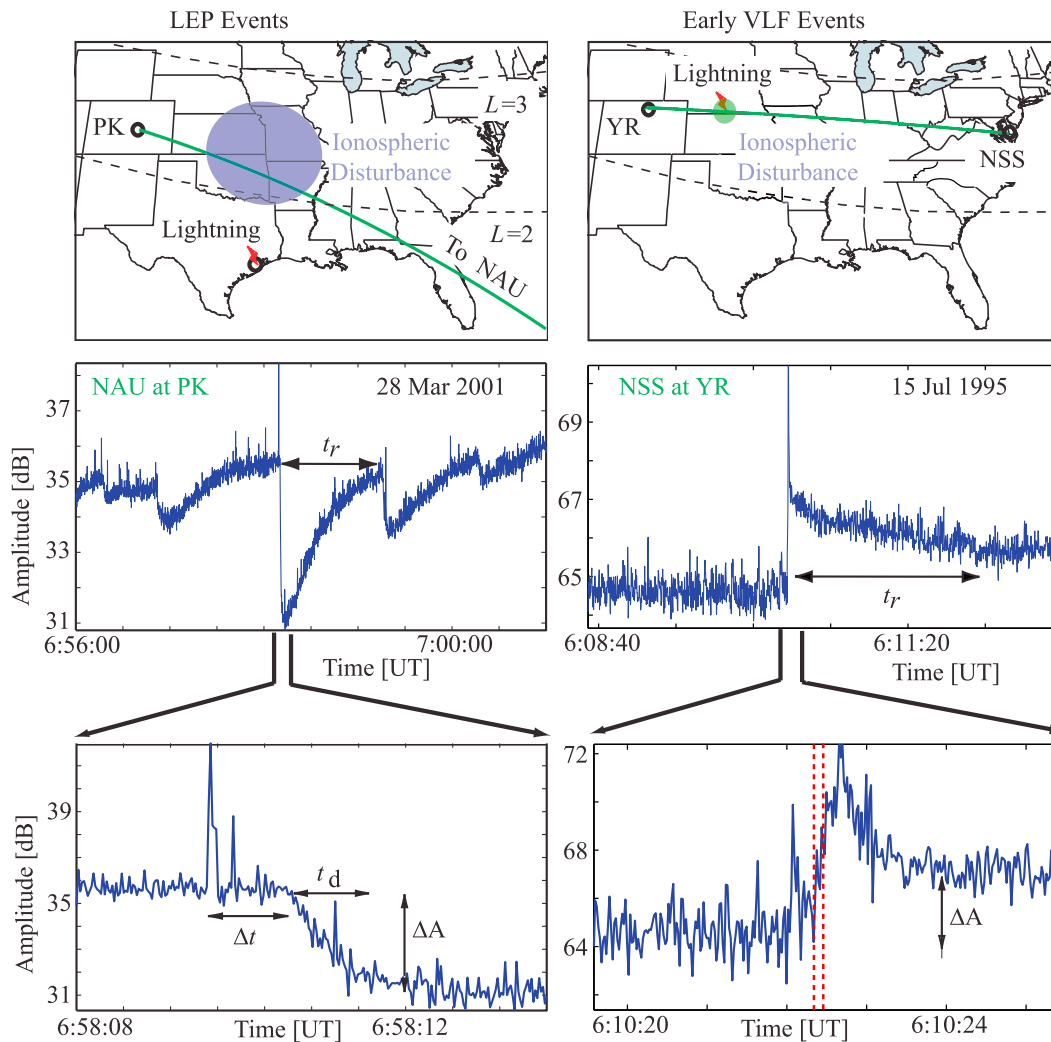 LEP Events
Early VLF Events
PK
L=3
Ionospheric
Disturbance
Lightning
L=2
To NAU
Lightning
YR
Ionospheric
Disturbance
NSS
NAU at PK
28 Mar 2001
Amplitude [dB]
37
35
33
31
tr
6:56:00
7:00:00
Time [UT]
NSS at YR
15 Jul 1995
69
67
65
tr
6:08:40
6:11:20
Time [UT]
Amplitude [dB]
39
35
31
Δt
td
ΔA
6:58:08
Time [UT]
6:58:12
72
68
64
ΔA
6:10:20
Time [UT]
6:10:24